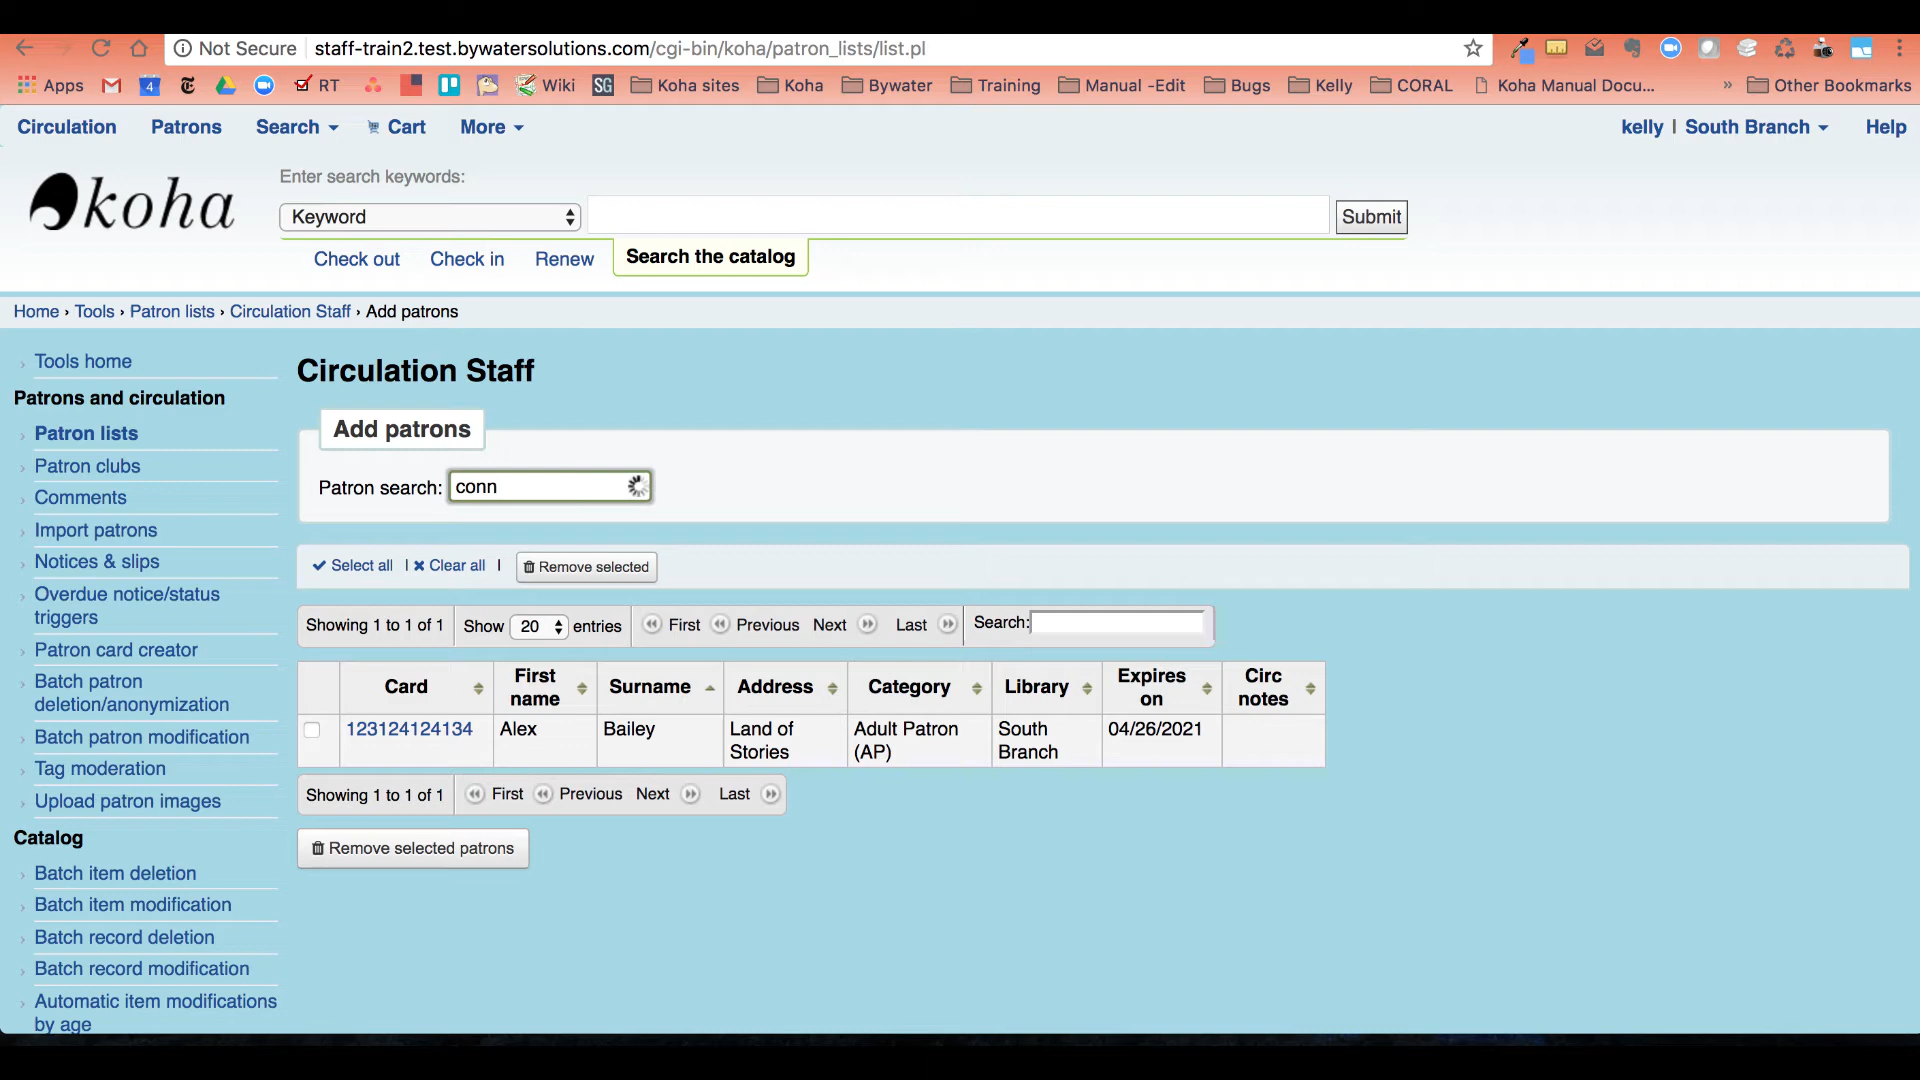 Not Secure staff-train2.test.bywatersolutions.com/cgi-bin/koha/patron_lists/list.pl
Apps 4 RT Wiki SG Koha sites Koha Bywater Training Manual -Edit Bugs Kelly CORAL Koha Manual Docu... » Other Bookmarks
Circulation Patrons Search Cart More kelly | South Branch Help
Enter search keywords:
koha Keyword Submit
Check out Check in Renew Search the catalog
Home › Tools › Patron lists › Circulation Staff › Add patrons
Tools home
Patrons and circulation
Patron lists
Patron clubs
Comments
Import patrons
Notices & slips
Overdue notice/status
triggers
Patron card creator
Batch patron
deletion/anonymization
Batch patron modification
Tag moderation
Upload patron images
Catalog
Batch item deletion
Batch item modification
Batch record deletion
Batch record modification
Automatic item modifications
by age
Circulation Staff
Add patrons
Patron search: conn
Select all | Clear all | Remove selected
Showing 1 to 1 of 1 Show 20 entries First Previous Next Last Search:
Card First name Surname Address Category Library Expires on Circ notes
123124124134 Alex Bailey Land of Stories Adult Patron (AP) South Branch 04/26/2021
Showing 1 to 1 of 1 First Previous Next Last
Remove selected patrons